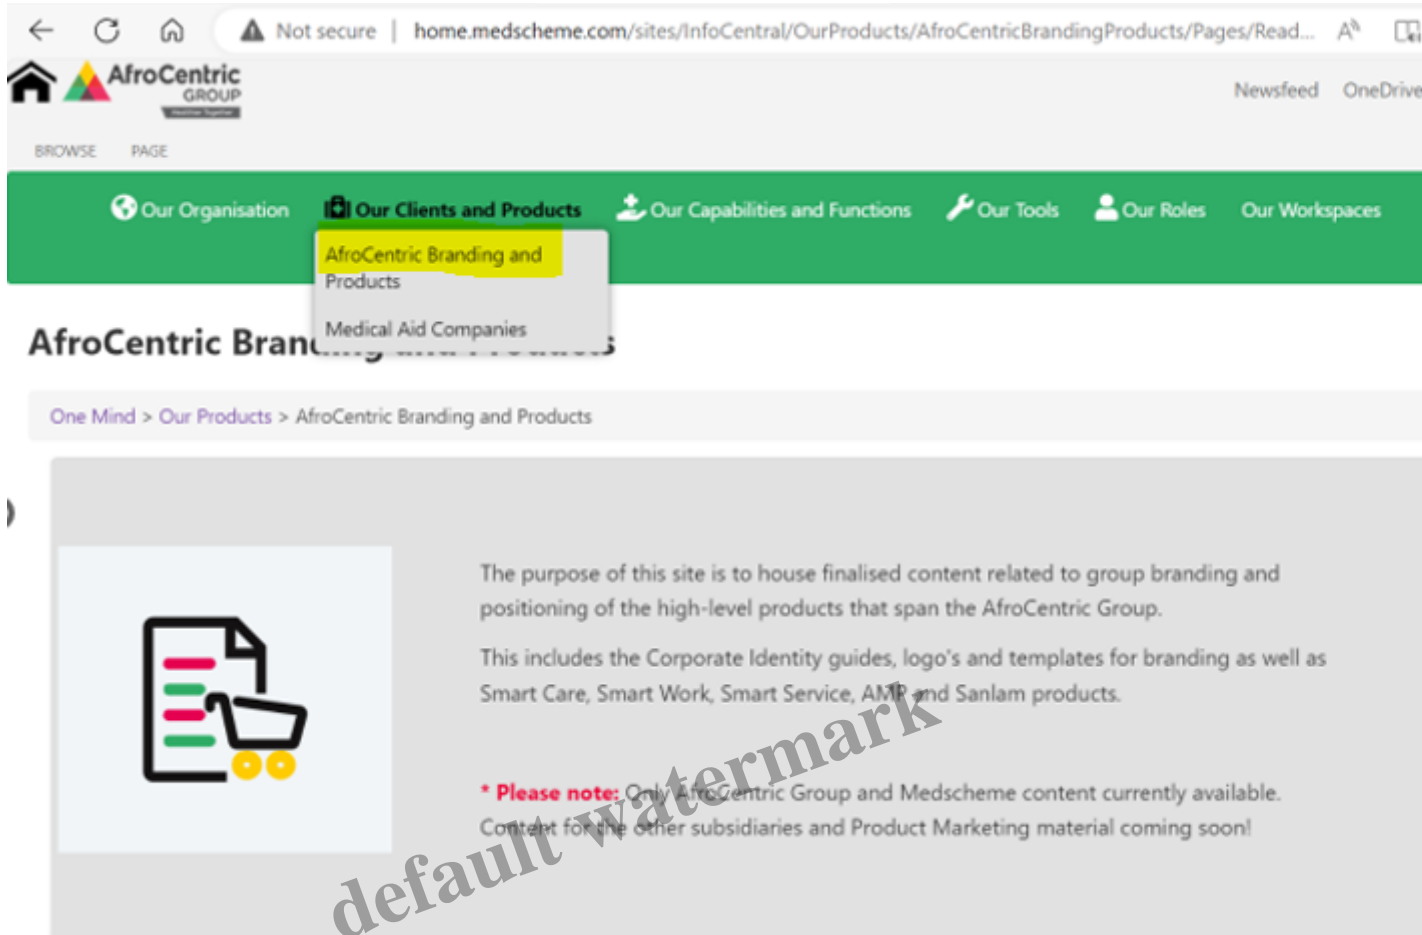 Not secure | home.medscheme.com/sites/InfoCentral/OurProducts/AfroCentricBrandingProducts/Pages/Read...
AfroCentric
GROUP
Newsfeed OneDrive
BROWSE PAGE
Our Organisation Our Clients and Products Our Capabilities and Functions Our Tools Our Roles Our Workspaces
AfroCentric Branding and
Products
Medical Aid Companies
AfroCentric Branding and Products
One Mind > Our Products > AfroCentric Branding and Products
The purpose of this site is to house finalised content related to group branding and
positioning of the high-level products that span the AfroCentric Group.
This includes the Corporate Identity guides, logo's and templates for branding as well as
Smart Care, Smart Work, Smart Service, AMP and Sanlam products.
* Please note: Only AfroCentric Group and Medscheme content currently available.
Content for the other subsidiaries and Product Marketing material coming soon!
default watermark